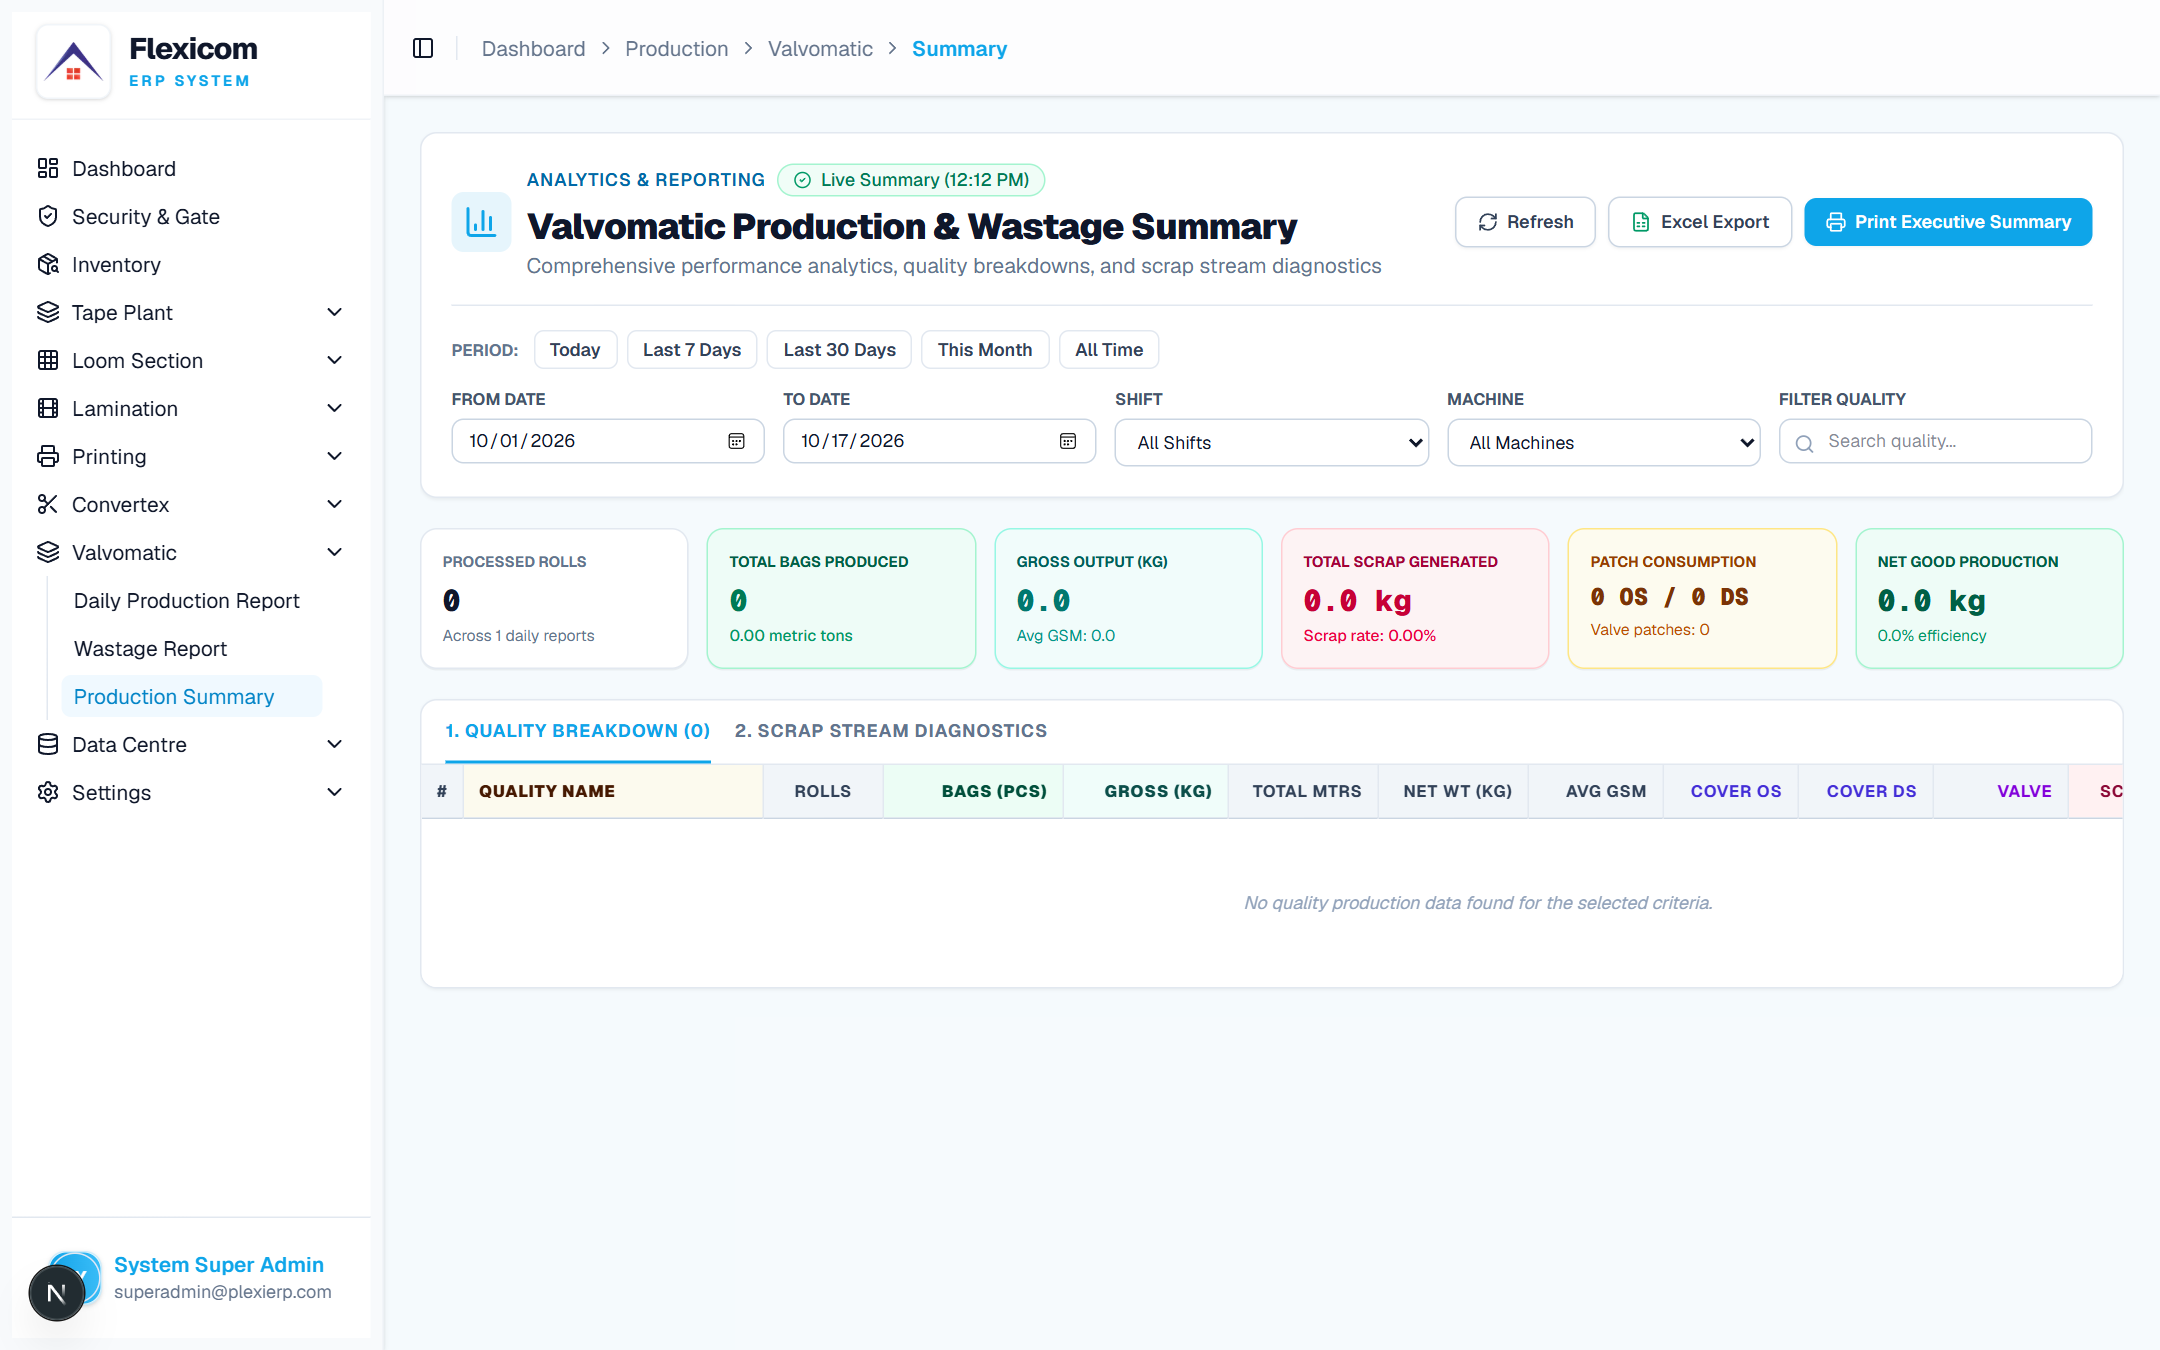 Flexicom
ERP SYSTEM
Dashboard
Security & Gate
Inventory
Tape Plant
Loom Section
Lamination
Printing
Convertex
Valvomatic
Daily Production Report
Wastage Report
Production Summary
Data Centre
Settings
System Super Admin
superadmin@plexierp.com
N
Dashboard > Production > Valvomatic > Summary
ANALYTICS & REPORTING Live Summary (12:12 PM)
Valvomatic Production & Wastage Summary
Comprehensive performance analytics, quality breakdowns, and scrap stream diagnostics
Refresh Excel Export Print Executive Summary
PERIOD: Today Last 7 Days Last 30 Days This Month All Time
FROM DATE TO DATE SHIFT MACHINE FILTER QUALITY
10/01/2026 10/17/2026 All Shifts All Machines Search quality...
PROCESSED ROLLS
0
Across 1 daily reports
TOTAL BAGS PRODUCED
0
0.00 metric tons
GROSS OUTPUT (KG)
0.0
Avg GSM: 0.0
TOTAL SCRAP GENERATED
0.0 kg
Scrap rate: 0.00%
PATCH CONSUMPTION
0 OS / 0 DS
Valve patches: 0
NET GOOD PRODUCTION
0.0 kg
0.0% efficiency
1. QUALITY BREAKDOWN (0) 2. SCRAP STREAM DIAGNOSTICS
# QUALITY NAME ROLLS BAGS (PCS) GROSS (KG) TOTAL MTRS NET WT (KG) AVG GSM COVER OS COVER DS VALVE SC
No quality production data found for the selected criteria.